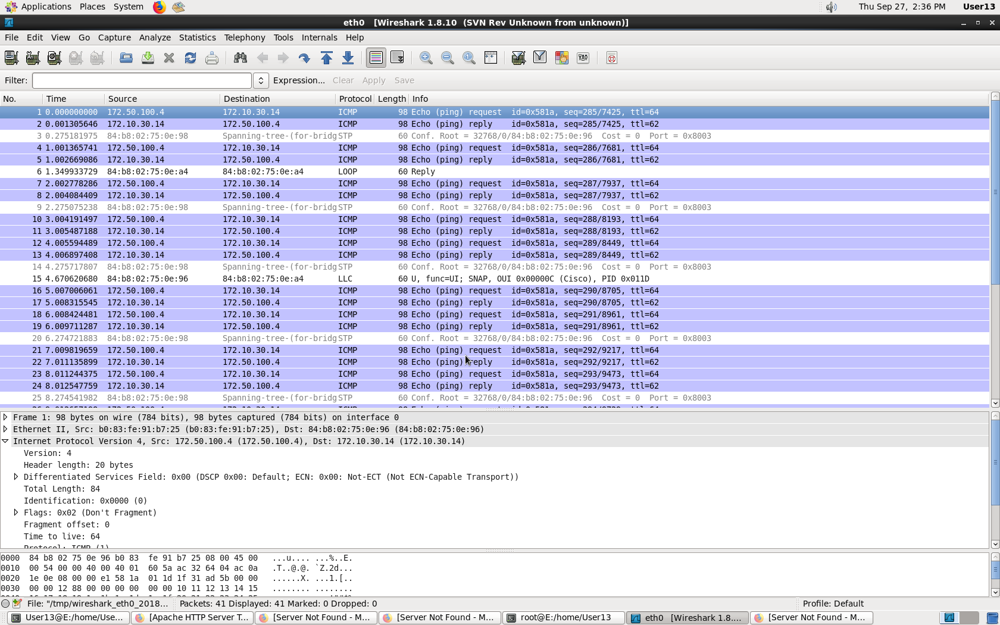 Applications Places System Thu Sep 27, 2:36 PM User13
eth0 [Wireshark 1.8.10 (SVN Rev Unknown from unknown)]
File Edit View Go Capture Analyze Statistics Telephony Tools Internals Help
Filter: Expression... Clear Apply Save
No. Time Source Destination Protocol Length Info
1 0.000000000 172.50.100.4 172.10.30.14 ICMP 98 Echo (ping) request id=0x581a, seq=285/7425, ttl=64
2 0.001305646 172.10.30.14 172.50.100.4 ICMP 98 Echo (ping) reply id=0x581a, seq=285/7425, ttl=62
3 0.275181975 84:b8:02:75:0e:98 Spanning-tree-(for-bridg STP 60 Conf. Root = 32768/0/84:b8:02:75:0e:96 Cost = 0 Port = 0x8003
4 1.001365741 172.50.100.4 172.10.30.14 ICMP 98 Echo (ping) request id=0x581a, seq=286/7681, ttl=64
5 1.002669086 172.10.30.14 172.50.100.4 ICMP 98 Echo (ping) reply id=0x581a, seq=286/7681, ttl=62
6 1.349933729 84:b8:02:75:0e:a4 84:b8:02:75:0e:a4 LOOP 60 Reply
7 2.002778286 172.50.100.4 172.10.30.14 ICMP 98 Echo (ping) request id=0x581a, seq=287/7937, ttl=64
8 2.004084409 172.10.30.14 172.50.100.4 ICMP 98 Echo (ping) reply id=0x581a, seq=287/7937, ttl=62
9 2.275075238 84:b8:02:75:0e:98 Spanning-tree-(for-bridg STP 60 Conf. Root = 32768/0/84:b8:02:75:0e:96 Cost = 0 Port = 0x8003
10 3.004191497 172.50.100.4 172.10.30.14 ICMP 98 Echo (ping) request id=0x581a, seq=288/8193, ttl=64
11 3.005487188 172.10.30.14 172.50.100.4 ICMP 98 Echo (ping) reply id=0x581a, seq=288/8193, ttl=62
12 4.005594489 172.50.100.4 172.10.30.14 ICMP 98 Echo (ping) request id=0x581a, seq=289/8449, ttl=64
13 4.006897408 172.10.30.14 172.50.100.4 ICMP 98 Echo (ping) reply id=0x581a, seq=289/8449, ttl=62
14 4.275717807 84:b8:02:75:0e:98 Spanning-tree-(for-bridg STP 60 Conf. Root = 32768/0/84:b8:02:75:0e:96 Cost = 0 Port = 0x8003
15 4.670620680 84:b8:02:75:0e:96 84:b8:02:75:0e:a4 LLC 60 U, func=UI; SNAP, OUI 0x00000C (Cisco), PID 0x011D
16 5.007006061 172.50.100.4 172.10.30.14 ICMP 98 Echo (ping) request id=0x581a, seq=290/8705, ttl=64
17 5.008315545 172.10.30.14 172.50.100.4 ICMP 98 Echo (ping) reply id=0x581a, seq=290/8705, ttl=62
18 6.008424481 172.50.100.4 172.10.30.14 ICMP 98 Echo (ping) request id=0x581a, seq=291/8961, ttl=64
19 6.009711287 172.10.30.14 172.50.100.4 ICMP 98 Echo (ping) reply id=0x581a, seq=291/8961, ttl=62
20 6.274721883 84:b8:02:75:0e:98 Spanning-tree-(for-bridg STP 60 Conf. Root = 32768/0/84:b8:02:75:0e:96 Cost = 0 Port = 0x8003
21 7.009819659 172.50.100.4 172.10.30.14 ICMP 98 Echo (ping) request id=0x581a, seq=292/9217, ttl=64
22 7.011135899 172.10.30.14 172.50.100.4 ICMP 98 Echo (ping) reply id=0x581a, seq=292/9217, ttl=62
23 8.011244375 172.50.100.4 172.10.30.14 ICMP 98 Echo (ping) request id=0x581a, seq=293/9473, ttl=64
24 8.012547759 172.10.30.14 172.50.100.4 ICMP 98 Echo (ping) reply id=0x581a, seq=293/9473, ttl=62
25 8.274541982 84:b8:02:75:0e:98 Spanning-tree-(for-bridg STP 60 Conf. Root = 32768/0/84:b8:02:75:0e:96 Cost = 0 Port = 0x8003
Frame 1: 98 bytes on wire (784 bits), 98 bytes captured (784 bits) on interface 0
Ethernet II, Src: b0:83:fe:91:b7:25 (b0:83:fe:91:b7:25), Dst: 84:b8:02:75:0e:96 (84:b8:02:75:0e:96)
Internet Protocol Version 4, Src: 172.50.100.4 (172.50.100.4), Dst: 172.10.30.14 (172.10.30.14)
Version: 4
Header length: 20 bytes
Differentiated Services Field: 0x00 (DSCP 0x00: Default; ECN: 0x00: Not-ECT (Not ECN-Capable Transport))
Total Length: 84
Identification: 0x0000 (0)
Flags: 0x02 (Don't Fragment)
Fragment offset: 0
Time to live: 64
Protocol: ICMP (1)
0000 84 b8 02 75 0e 96 b0 83 fe 91 b7 25 08 00 45 00 ...u.... ...%..E.
0010 00 54 00 00 40 00 40 01 60 5a ac 32 64 04 ac 0a .T..@.@. `Z.2d...
0020 1e 0e 08 00 00 e1 58 1a 01 1d 1f 31 ad 5b 00 00 ......X. ...1.[..
0030 00 00 12 88 00 00 00 00 00 00 10 11 12 13 14 15 ........ ........
File: "/tmp/wireshark_eth0_2018... Packets: 41 Displayed: 41 Marked: 0 Dropped: 0 Profile: Default
User13@E:/home/Use... [Apache HTTP Server T... [Server Not Found - M... [Server Not Found - M... root@E:/home/User13 eth0 [Wireshark 1.8.... [Server Not Found - M...